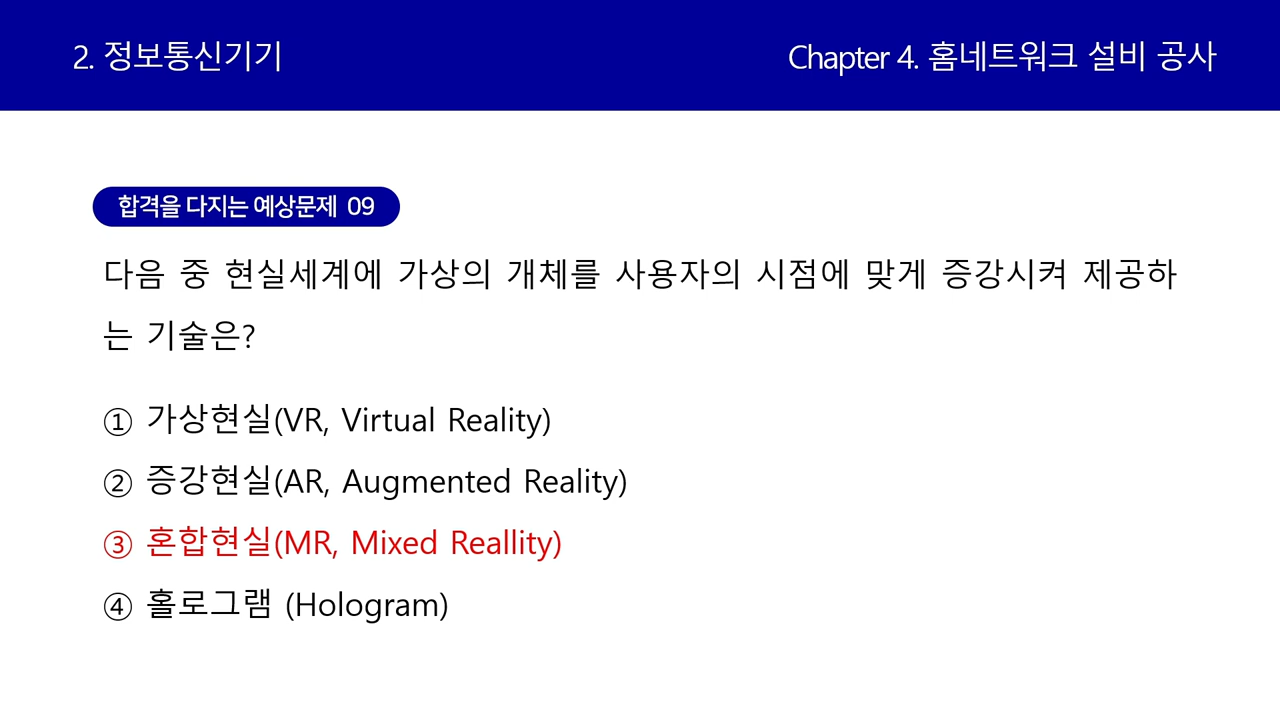 2. 정보통신기기
Chapter 4. 홈네트워크 설비 공사
합격을 다지는 예상문제 09
다음 중 현실세계에 가상의 개체를 사용자의 시점에 맞게 증강시켜 제공하
는 기술은?
① 가상현실(VR, Virtual Reality)
② 증강현실(AR, Augmented Reality)
③ 혼합현실(MR, Mixed Reallity)
④ 홀로그램 (Hologram)